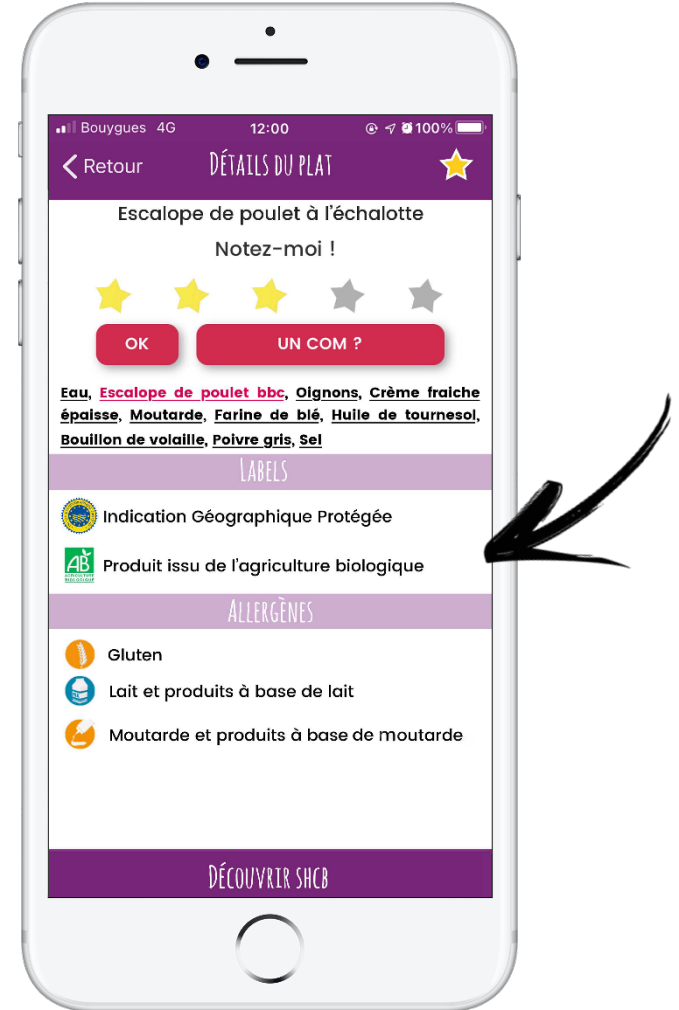 Bouygues 4G 12:00 100%
Retour DÉTAILS DU PLAT
Escalope de poulet à l'échalotte
Notez-moi !
OK UN COM ?
Eau, Escalope de poulet bbc, Oignons, Crème fraiche
épaisse, Moutarde, Farine de blé, Huile de tournesol,
Bouillon de volaille, Poivre gris, Sel
LABELS
Indication Géographique Protégée
AB Produit issu de l'agriculture biologique
AGRICULTURE
BIOLOGIQUE
ALLERGÈNES
Gluten
Lait et produits à base de lait
Moutarde et produits à base de moutarde
DÉCOUVRIR SHCB